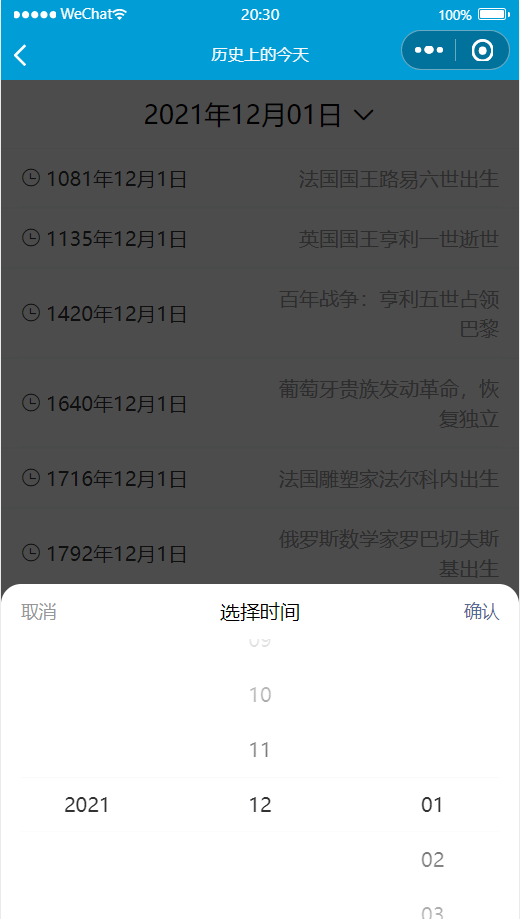 WeChat 20:30 100%
历史上的今天
2021年12月01日
1081年12月1日 法国国王路易六世出生
1135年12月1日 英国国王亨利一世逝世
1420年12月1日 百年战争：亨利五世占领
巴黎
1640年12月1日 葡萄牙贵族发动革命，恢
复独立
1716年12月1日 法国雕塑家法尔科内出生
1792年12月1日 俄罗斯数学家罗巴切夫斯
基出生
取消 选择时间 确认
09
10
11
2021 12 01
02
03